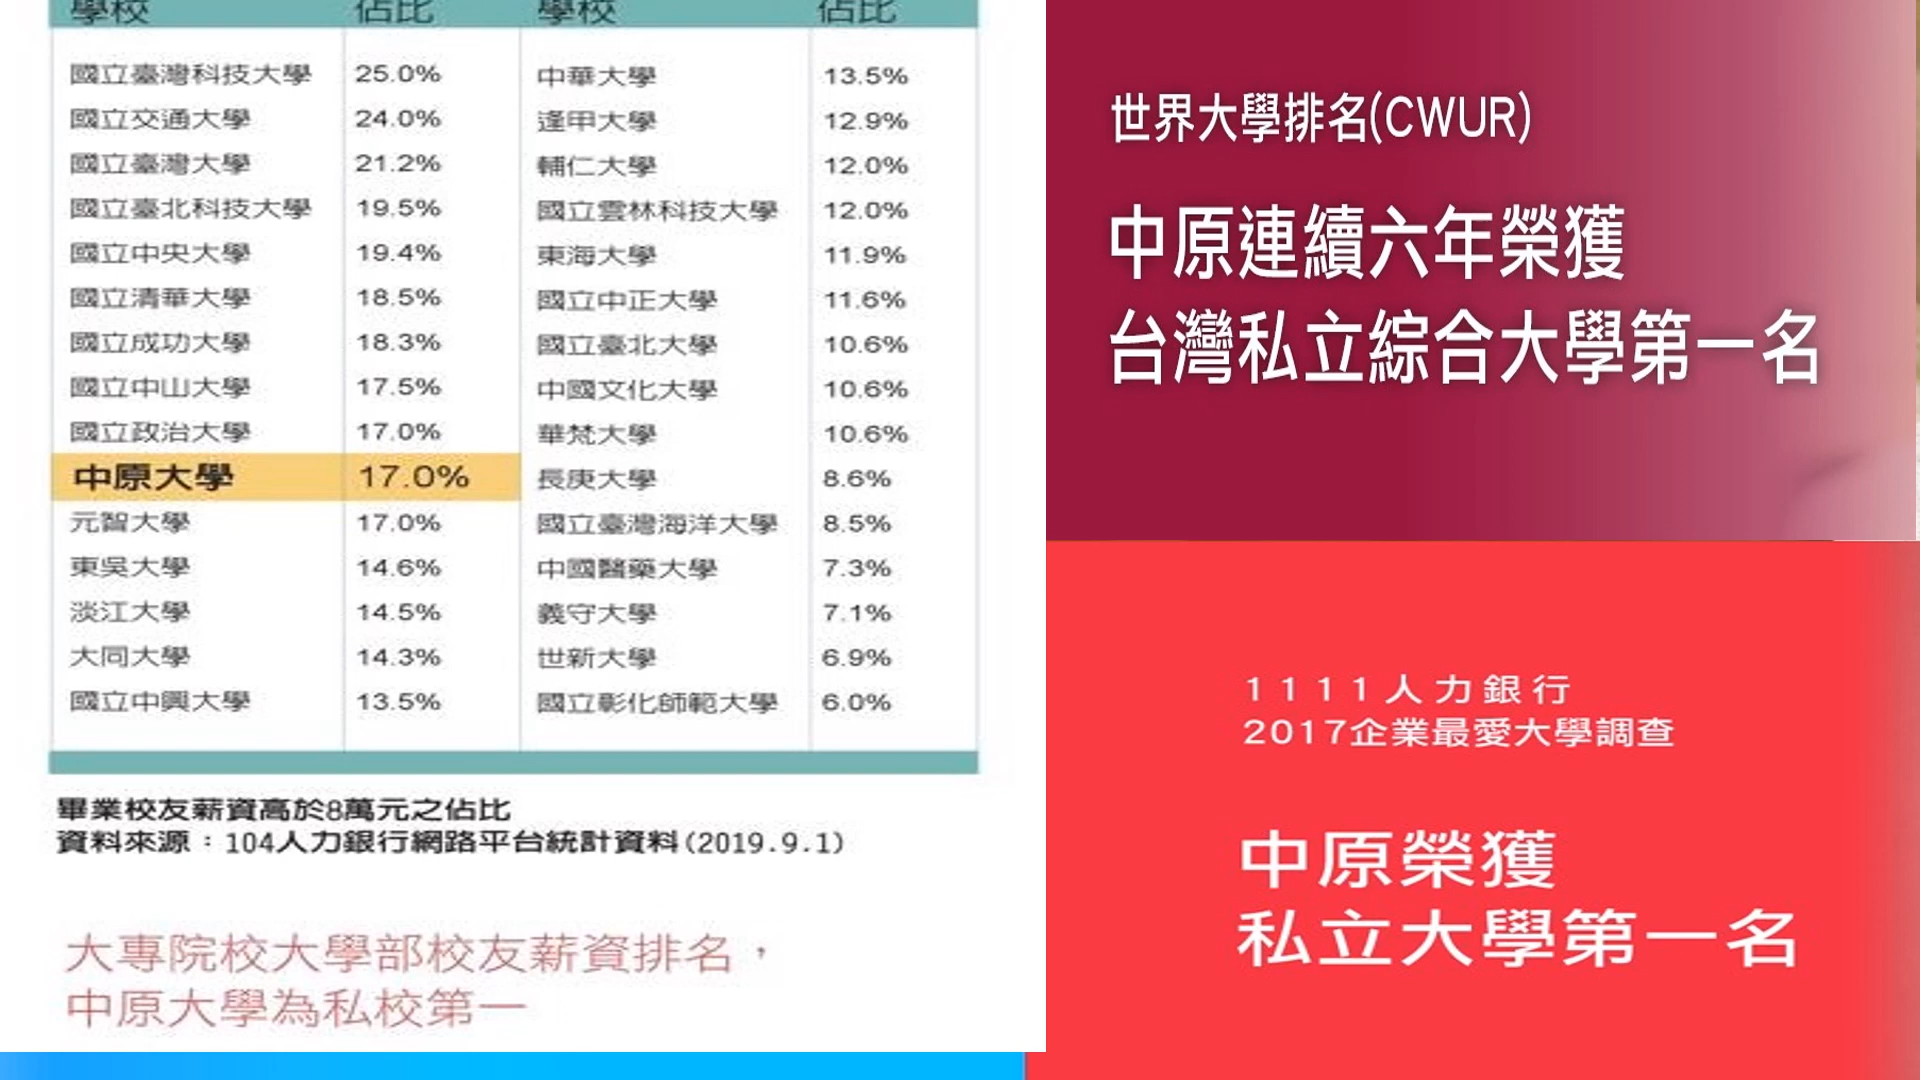 學校 佔比 學校 佔比
國立臺灣科技大學 25.0% 中華大學 13.5%
國立交通大學 24.0% 逢甲大學 12.9%
國立臺灣大學 21.2% 輔仁大學 12.0%
國立臺北科技大學 19.5% 國立雲林科技大學 12.0%
國立中央大學 19.4% 東海大學 11.9%
國立清華大學 18.5% 國立中正大學 11.6%
國立成功大學 18.3% 國立臺北大學 10.6%
國立中山大學 17.5% 中國文化大學 10.6%
國立政治大學 17.0% 華梵大學 10.6%
中原大學 17.0% 長庚大學 8.6%
元智大學 17.0% 國立臺灣海洋大學 8.5%
東吳大學 14.6% 中國醫藥大學 7.3%
淡江大學 14.5% 義守大學 7.1%
大同大學 14.3% 世新大學 6.9%
國立中興大學 13.5% 國立彰化師範大學 6.0%
畢業校友薪資高於8萬元之佔比
資料來源：104人力銀行網路平台統計資料(2019.9.1)
大專院校大學部校友薪資排名，
中原大學為私校第一
世界大學排名(CWUR)
中原連續六年榮獲
台灣私立綜合大學第一名
1111人力銀行
2017企業最愛大學調查
中原榮獲
私立大學第一名